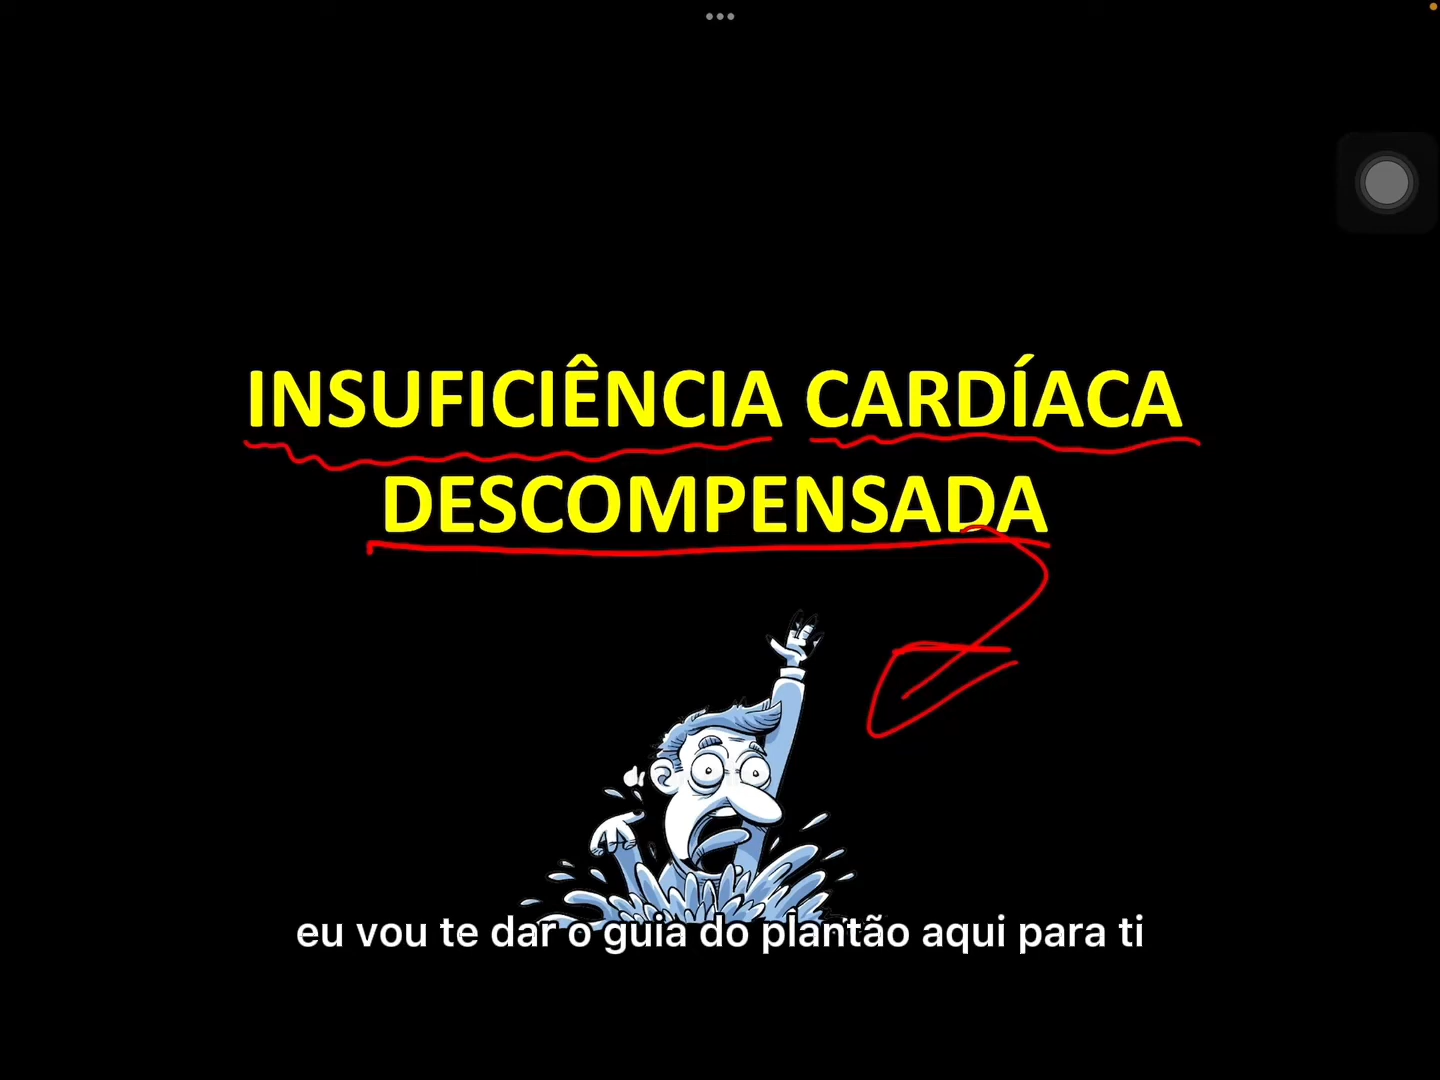 INSUFICIÊNCIA CARDÍACA
DESCOMPENSADA
eu vou te dar o guia do plantão aqui para ti